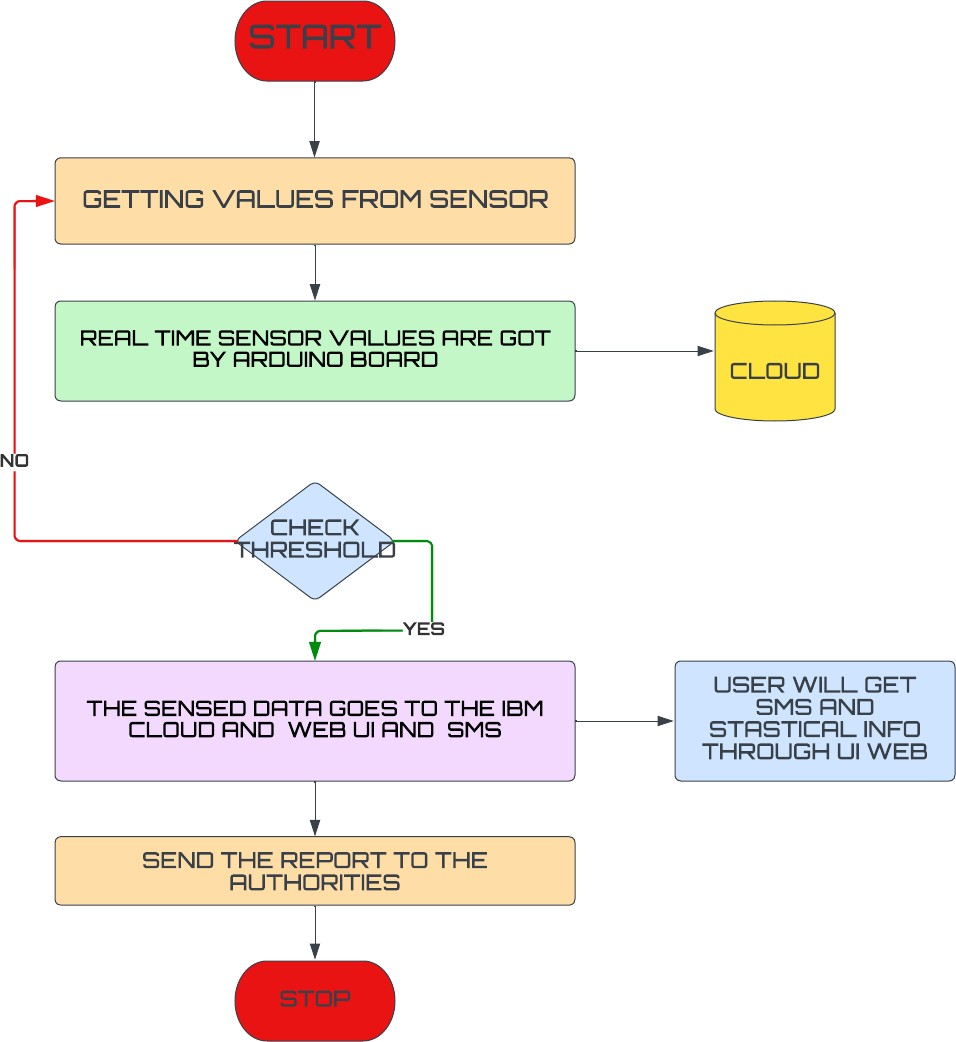 START
GETTING VALUES FROM SENSOR
REAL TIME SENSOR VALUES ARE GOT
BY ARDUINO BOARD
CLOUD
NO
CHECK
THRESHOLD
YES
THE SENSED DATA GOES TO THE IBM
CLOUD AND WEB UI AND SMS
USER WILL GET
SMS AND
STASTICAL INFO
THROUGH UI WEB
SEND THE REPORT TO THE
AUTHORITIES
STOP